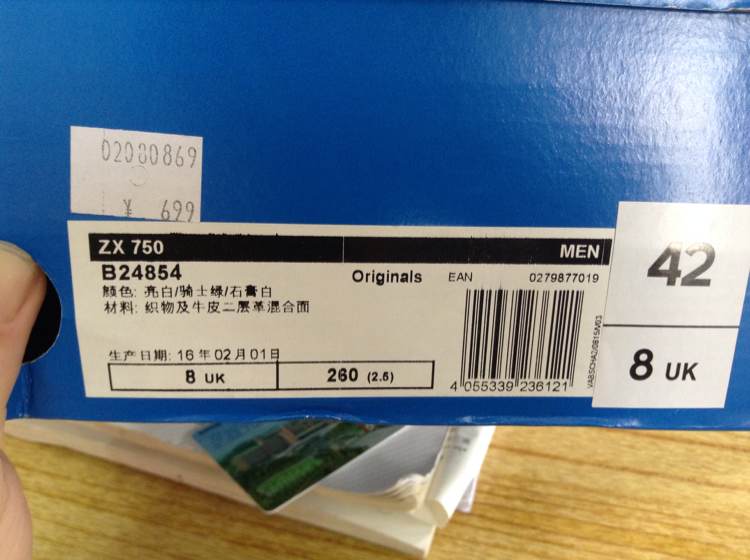 02080869
¥ 699
ZX 750 MEN
B24854
Originals
EAN 0279877019
颜色: 亮白/骑士绿/石膏白
材料: 织物及牛皮二层革混合面
生产日期: 16 年 02 月 01 日
8 UK 260 (2.5)
4 055339 236121
42
8 UK